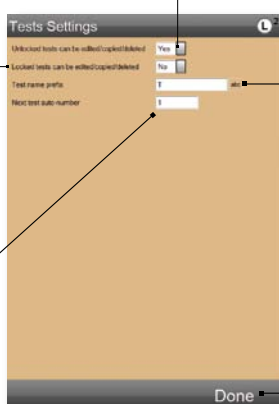 Tests Settings L 2
Unlocked tests can be edited/copied/deleted Yes
Locked tests can be edited/copied/deleted No
Test name prefix T abc
Next test auto-number 1
Done